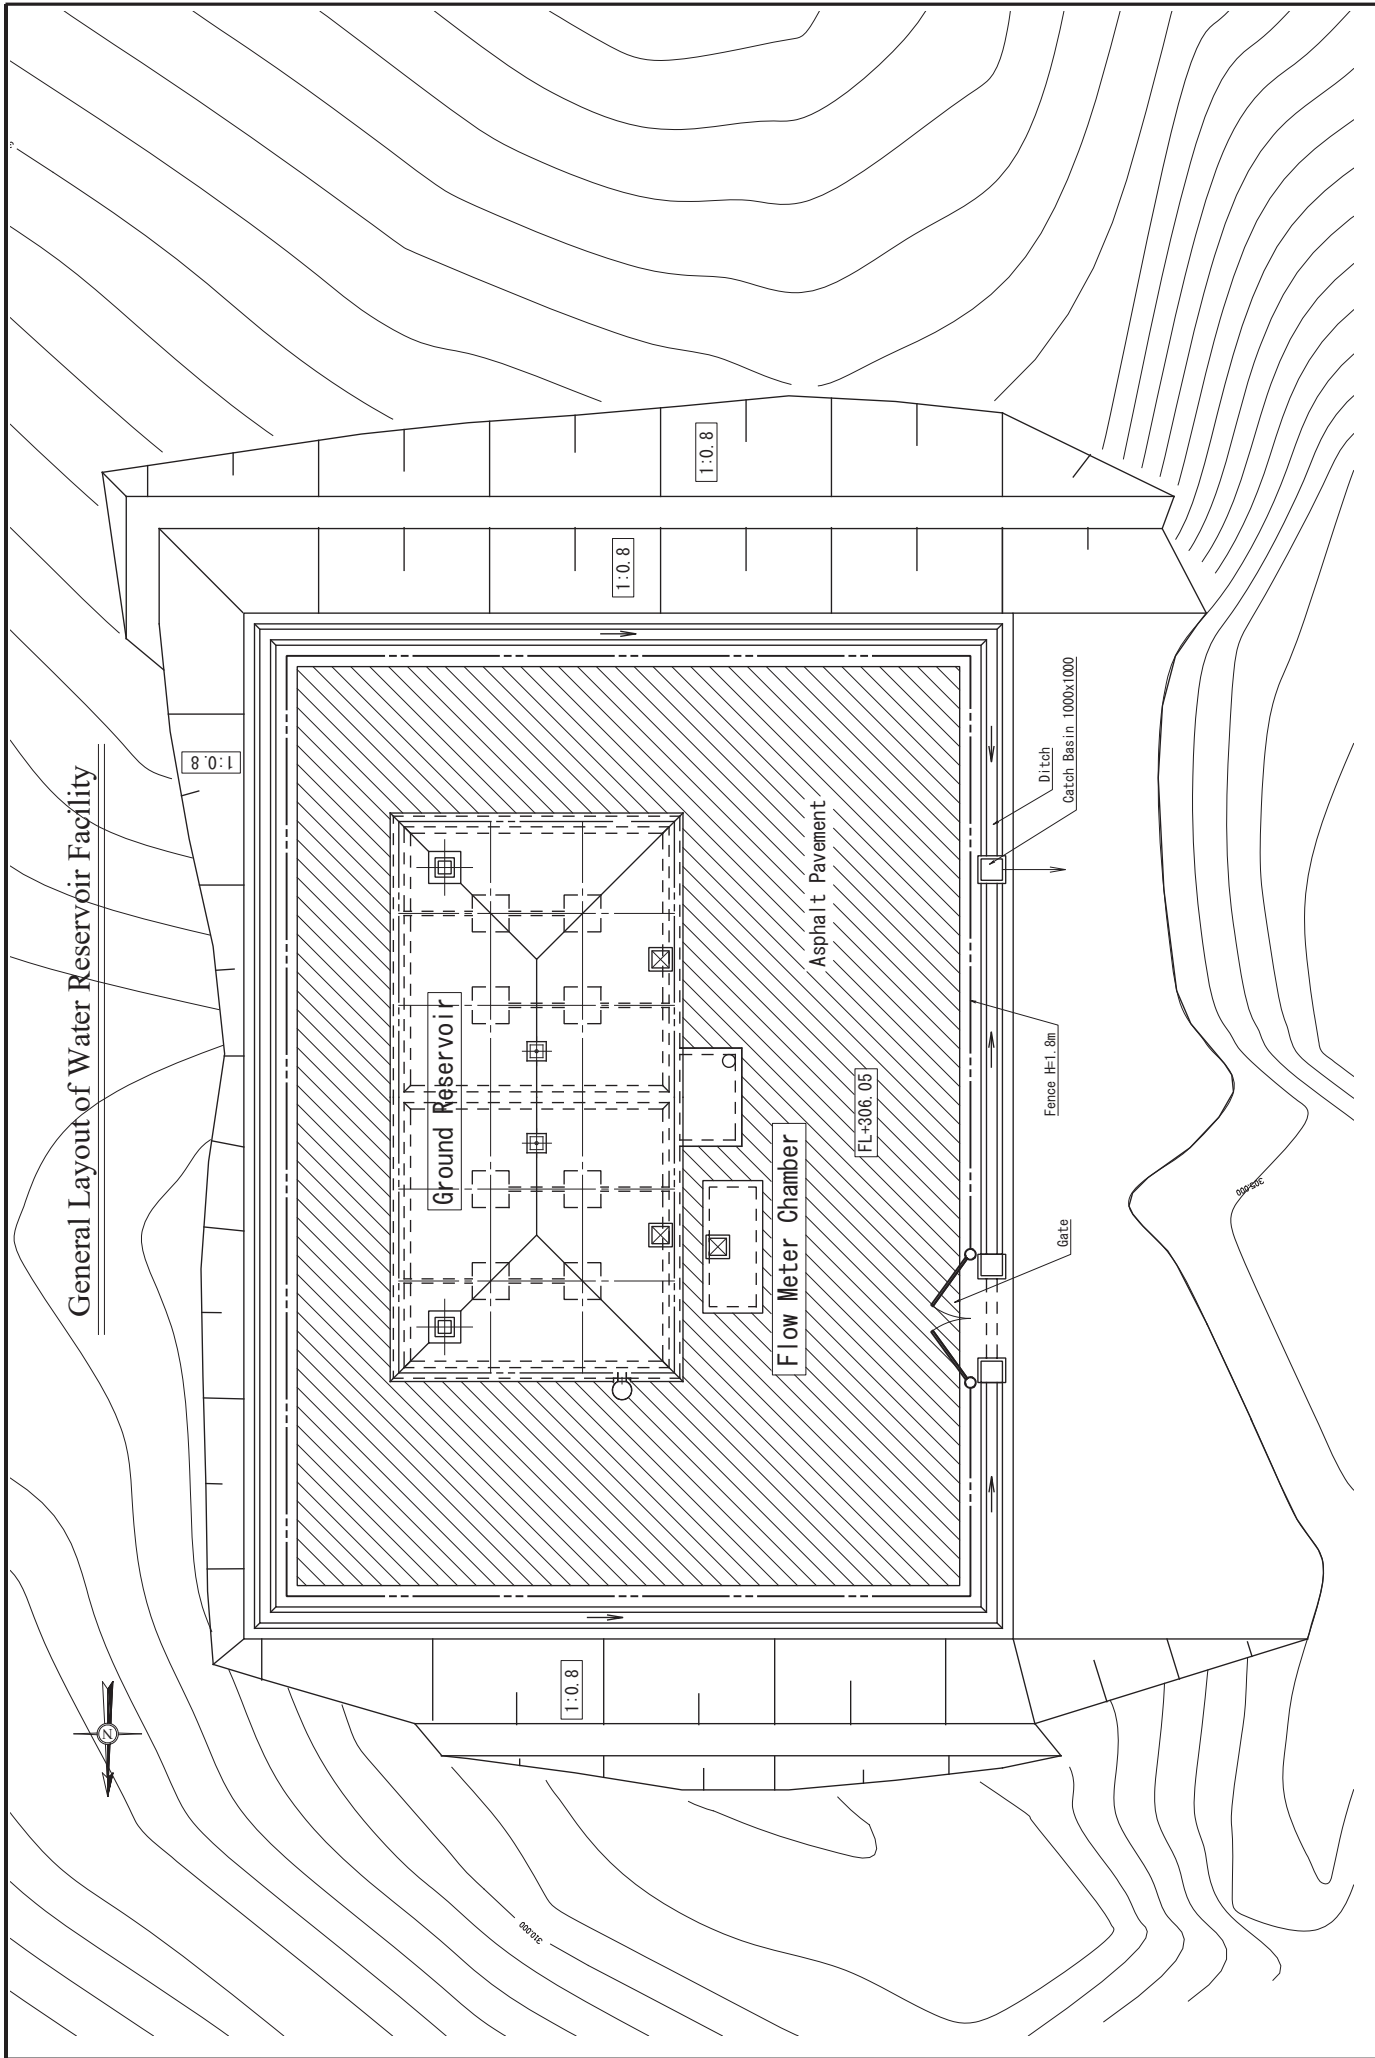 General Layout of Water Reservoir Facility
1:0.8
1:0.8
1:0.8
1:0.8
Ground Reservoir
Flow Meter Chamber
Asphalt Pavement
FL+306.05
Ditch
Catch Basin 1000x1000
Fence H=1.8m
Gate
305.000
310.000
N